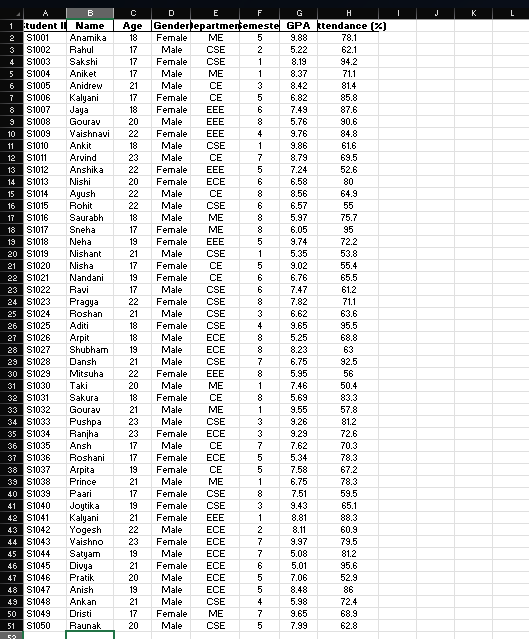 A B C D E F G H I J K L
1 tudent I Name Age Gender Departmen Semeste GPA ttendance (%)
2 S1001 Anamika 18 Female ME 5 9.88 78.1
3 S1002 Rahul 17 Male CSE 2 5.22 62.1
4 S1003 Sakshi 17 Female CSE 1 8.19 94.2
5 S1004 Aniket 17 Male ME 1 8.37 71.1
6 S1005 Anidrew 21 Male CE 3 8.42 81.4
7 S1006 Kalyani 17 Female CE 5 6.82 85.8
8 S1007 Jaya 18 Female EEE 6 7.49 87.6
9 S1008 Gourav 20 Male EEE 8 5.76 90.6
10 S1009 Vaishnavi 22 Female EEE 4 9.76 84.8
11 S1010 Ankit 18 Male CSE 1 9.86 61.6
12 S1011 Arvind 23 Male CE 7 8.79 69.5
13 S1012 Anshika 22 Female EEE 5 7.24 52.6
14 S1013 Nishi 20 Female ECE 6 6.58 80
15 S1014 Ayush 22 Male CE 8 8.56 64.9
16 S1015 Rohit 22 Male CSE 6 6.57 55
17 S1016 Saurabh 18 Male ME 8 5.97 75.7
18 S1017 Sneha 17 Female ME 8 6.05 95
19 S1018 Neha 19 Female EEE 5 9.74 72.2
20 S1019 Nishant 21 Male CSE 1 5.35 53.8
21 S1020 Nisha 17 Female CE 5 9.02 55.4
22 S1021 Nandani 19 Female CE 6 6.76 65.5
23 S1022 Ravi 17 Male CSE 6 7.47 61.2
24 S1023 Pragya 22 Female CSE 8 7.82 71.1
25 S1024 Roshan 21 Male CSE 3 6.62 63.6
26 S1025 Aditi 18 Female CSE 4 9.65 95.5
27 S1026 Arpit 18 Male ECE 8 5.25 68.8
28 S1027 Shubham 19 Male ECE 8 8.23 63
29 S1028 Dansh 21 Male CSE 7 6.75 92.5
30 S1029 Mitsuha 22 Female EEE 8 5.95 56
31 S1030 Taki 20 Male ME 1 7.46 50.4
32 S1031 Sakura 18 Female CE 8 5.69 83.3
33 S1032 Gourav 21 Male ME 1 9.55 57.8
34 S1033 Pushpa 23 Male CSE 3 9.26 81.2
35 S1034 Ranjha 23 Female ECE 3 9.29 72.6
36 S1035 Ansh 17 Male CE 7 7.62 70.3
37 S1036 Roshani 17 Female ECE 5 5.34 78.3
38 S1037 Arpita 19 Female CE 5 7.58 67.2
39 S1038 Prince 21 Male ME 1 6.75 78.3
40 S1039 Paari 17 Female CSE 8 7.51 59.5
41 S1040 Joytika 19 Female CSE 3 9.43 65.1
42 S1041 Kalyani 21 Female EEE 1 8.81 88.3
43 S1042 Yogesh 22 Male ECE 2 8.11 60.9
44 S1043 Vaishno 23 Female ECE 7 9.97 79.5
45 S1044 Satyam 19 Male ECE 7 5.08 81.2
46 S1045 Divya 21 Female ECE 6 5.01 95.6
47 S1046 Pratik 20 Male ECE 5 7.06 52.9
48 S1047 Anish 19 Male ECE 5 8.48 86
49 S1048 Ankan 21 Male CSE 4 5.98 72.4
50 S1049 Dristi 17 Female ME 7 9.65 68.9
51 S1050 Raunak 20 Male CSE 5 7.99 62.8
52